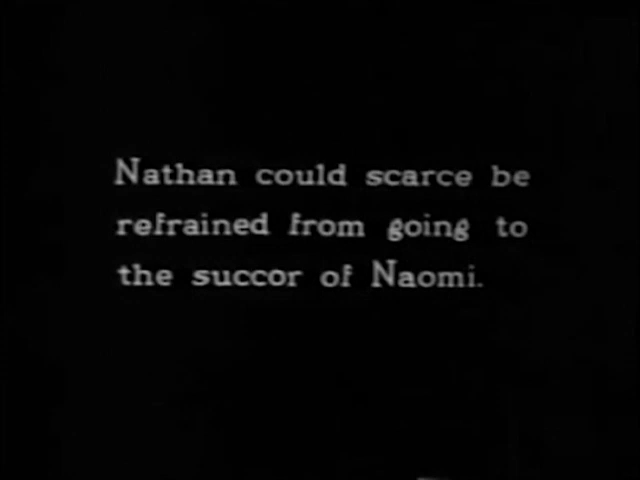 Nathan could scarce be
refrained from going to
the succor of Naomi.